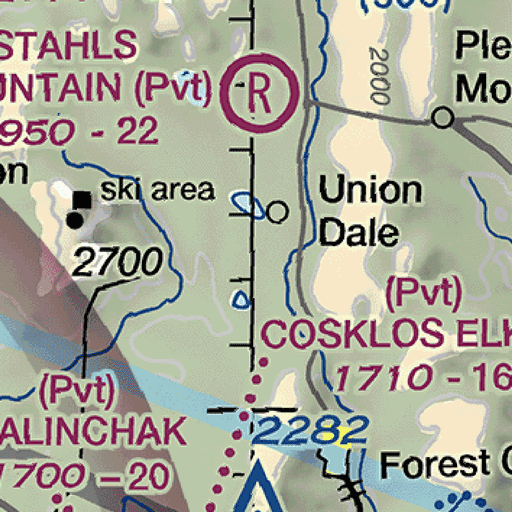 STAHLS
UNTAIN (Pvt)
R
950 - 22
2000
Ple
Mo
on
ski area
2700
Union
Dale
(Pvt)
COSKLOS ELK
1710 - 16
(Pvt)
ALINCHAK
1700 - 20
2282
Forest